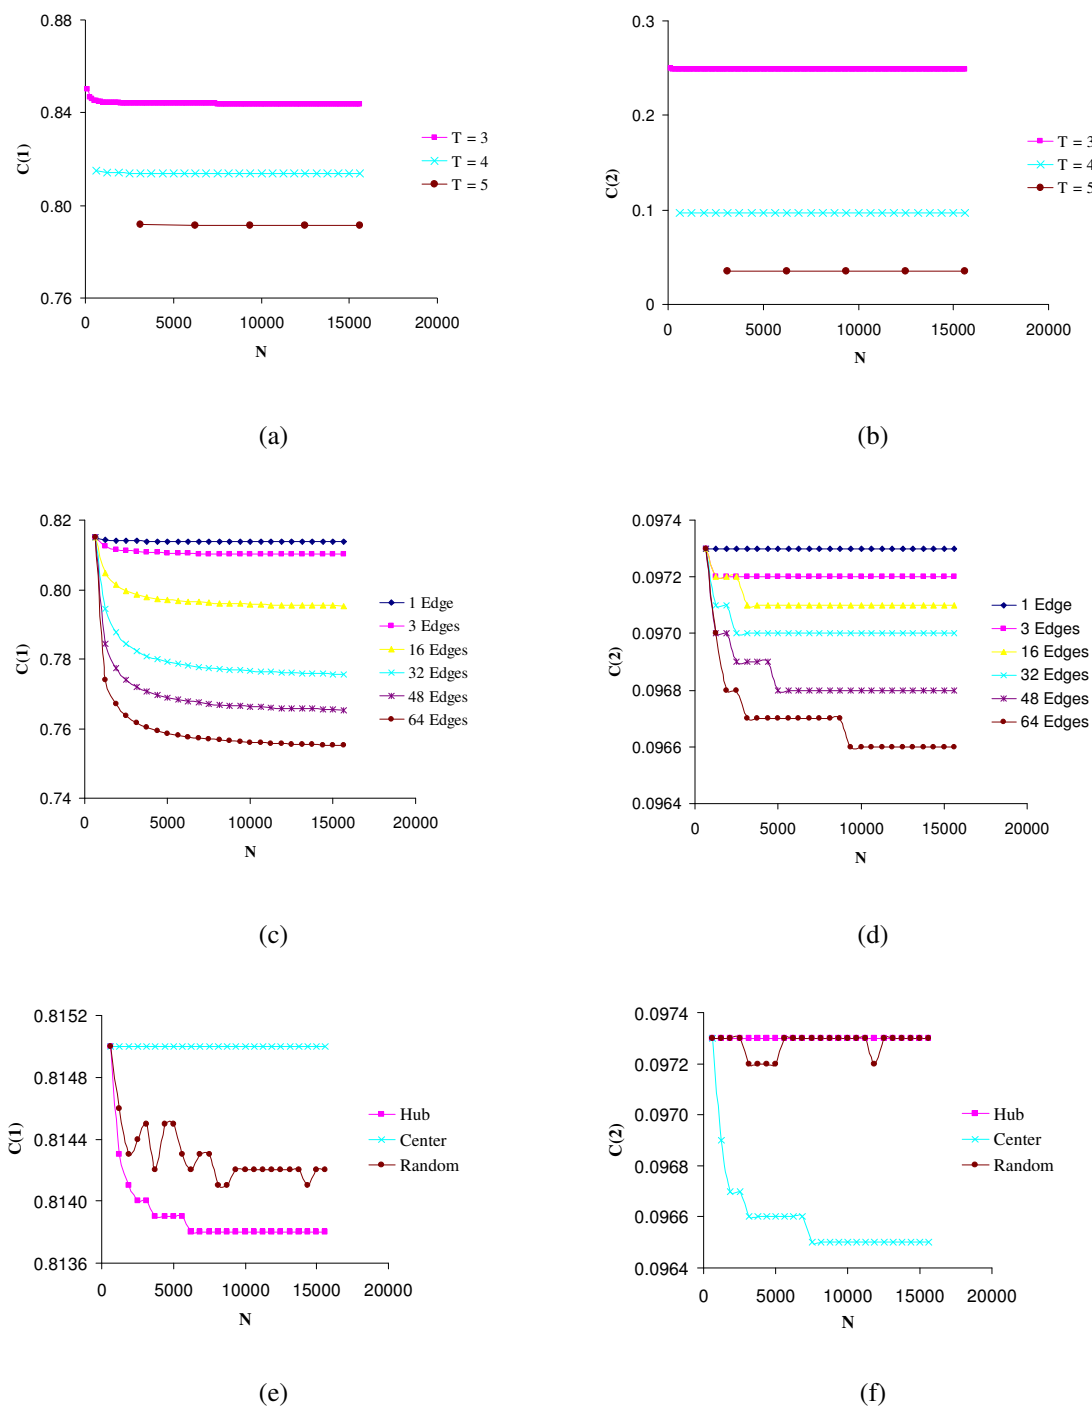 0.88
0.84
0.80
0.76
C(1)
0
5000
10000
15000
20000
N
T = 3
T = 4
T = 5
(a)
0.3
0.2
0.1
0
C(2)
0
5000
10000
15000
20000
N
T = 3
T = 4
T = 5
(b)
0.82
0.80
0.78
0.76
0.74
C(1)
0
5000
10000
15000
20000
N
1 Edge
3 Edges
16 Edges
32 Edges
48 Edges
64 Edges
(c)
0.0974
0.0972
0.0970
0.0968
0.0966
0.0964
C(2)
0
5000
10000
15000
20000
N
1 Edge
3 Edges
16 Edges
32 Edges
48 Edges
64 Edges
(d)
0.8152
0.8148
0.8144
0.8140
0.8136
C(1)
0
5000
10000
15000
20000
N
Hub
Center
Random
(e)
0.0974
0.0972
0.0970
0.0968
0.0966
0.0964
C(2)
0
5000
10000
15000
20000
N
Hub
Center
Random
(f)